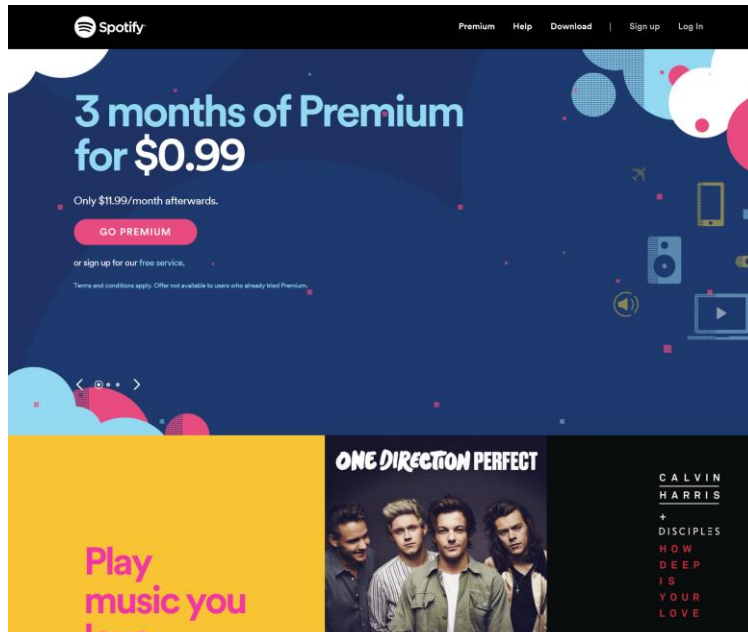 Spotify
Premium Help Download | Sign up Log In
3 months of Premium
for $0.99
Only $11.99/month afterwards.
GO PREMIUM
or sign up for our free service.
Terms and conditions apply. Offer not available to users who already tried Premium.
Play
music you
ONE DIRECTION PERFECT
CALVIN
HARRIS
+
DISCIPLES
HOW
DEEP
IS
YOUR
LOVE